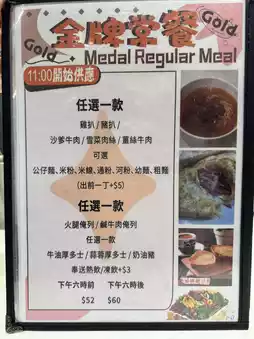 金牌常餐
Gold
Gold
Medal Regular Meal
11:00開始供應
任選一款
雞扒 / 豬扒 /
沙爹牛肉 / 雪菜肉絲 / 薑絲牛肉
可選
公仔麵、米粉、米線、通粉、河粉、幼麵、粗麵
(出前一丁+$5)
任選一款
火腿俺列 / 鹹牛肉俺列
任選一款
牛油厚多士 / 蒜蓉厚多士 / 奶油豬
奉送熱飲/凍飲+$3
下午六時前 下午六時後
$52 $60